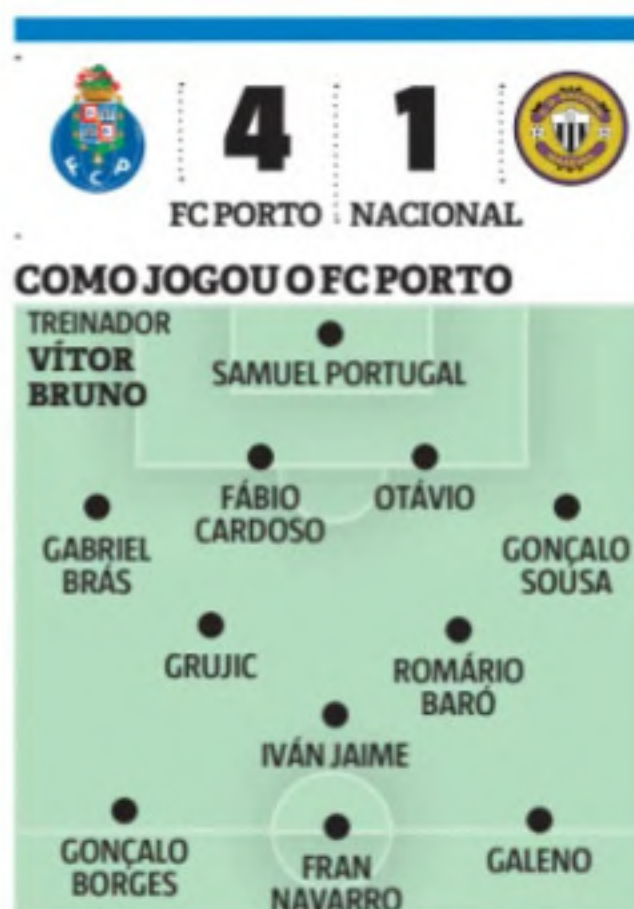 4 1
FCP
FC PORTO NACIONAL
COMO JOGOU O FC PORTO
TREINADOR
VÍTOR
BRUNO
SAMUEL PORTUGAL
FÁBIO
CARDOSO
OTÁVIO
GABRIEL
BRÁS
GONÇALO
SOUSA
GRUJIC
ROMÁRIO
BARÓ
IVÁN JAIME
GONÇALO
BORGES
FRAN
NAVARRO
GALENO